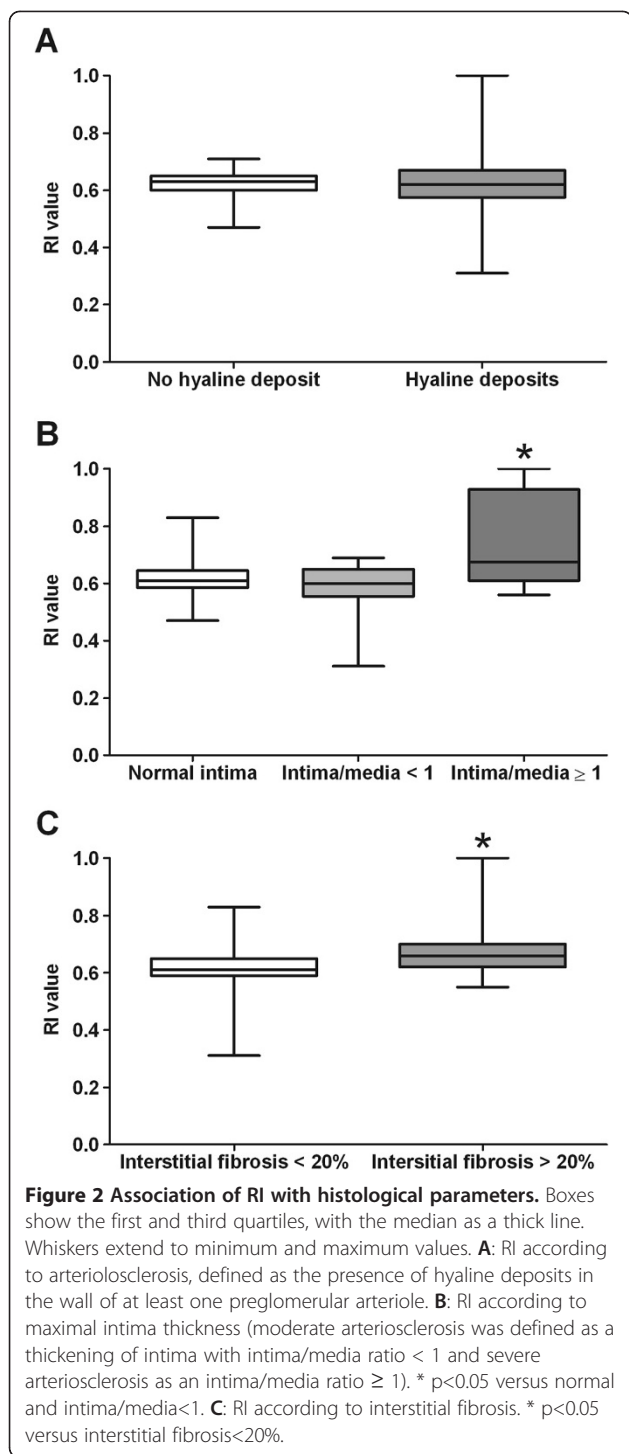 A
1.0
0.8
0.6
0.4
0.2
0.0
RI value
No hyaline deposit Hyaline deposits
B
*
1.0
0.8
0.6
0.4
0.2
0.0
RI value
Normal intima Intima/media < 1 Intima/media ≥ 1
C
*
1.0
0.8
0.6
0.4
0.2
0.0
RI value
Interstitial fibrosis < 20% Intersitial fibrosis > 20%
Figure 2 Association of RI with histological parameters. Boxes
show the first and third quartiles, with the median as a thick line.
Whiskers extend to minimum and maximum values. A: RI according
to arteriolosclerosis, defined as the presence of hyaline deposits in
the wall of at least one preglomerular arteriole. B: RI according to
maximal intima thickness (moderate arteriosclerosis was defined as a
thickening of intima with intima/media ratio < 1 and severe
arteriosclerosis as an intima/media ratio ≥ 1). * p<0.05 versus normal
and intima/media<1. C: RI according to interstitial fibrosis. * p<0.05
versus interstitial fibrosis<20%.